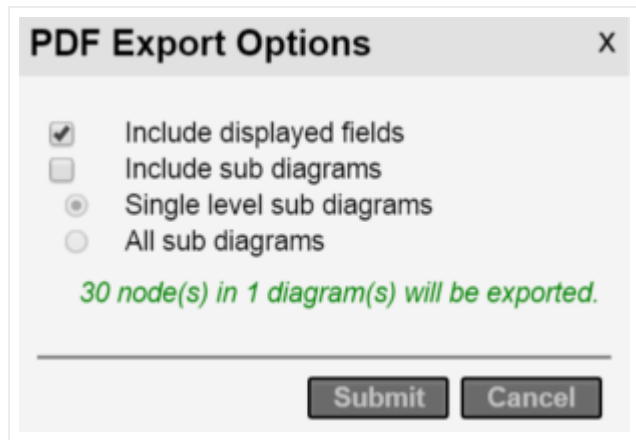 PDF Export Options X
Include displayed fields
Include sub diagrams
Single level sub diagrams
All sub diagrams
30 node(s) in 1 diagram(s) will be exported.
Submit Cancel